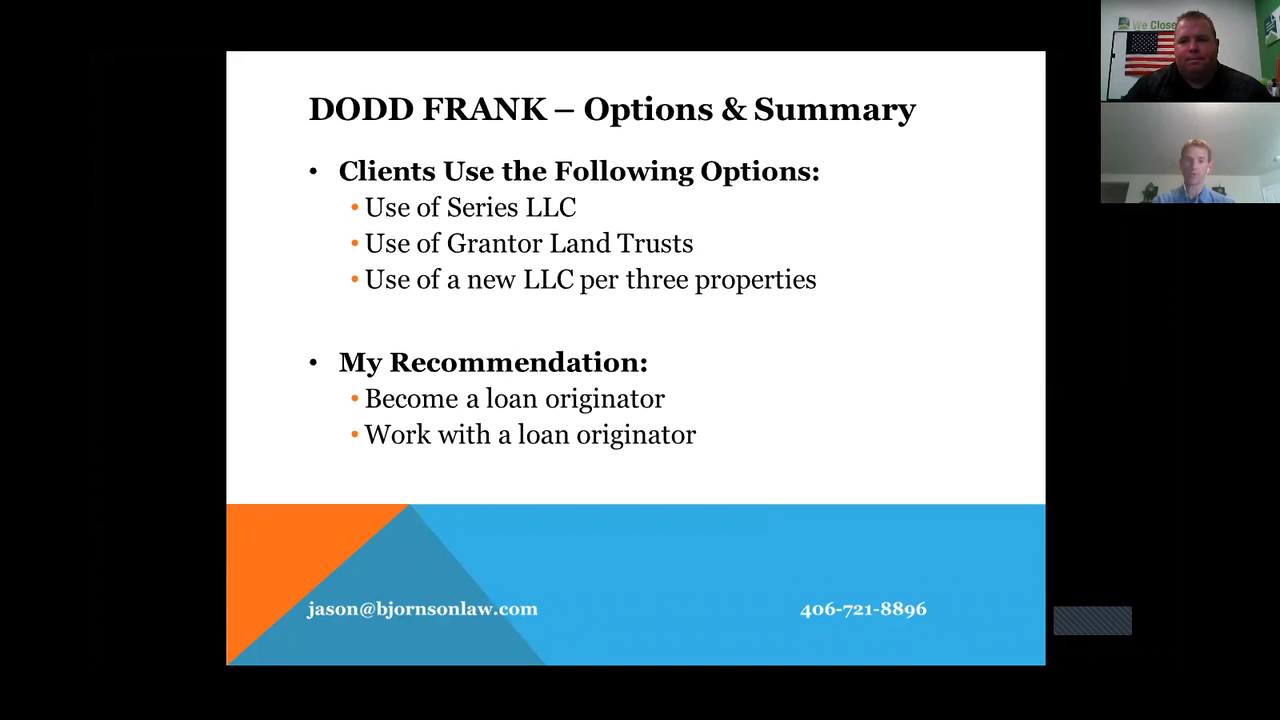 DODD FRANK – Options & Summary
• Clients Use the Following Options:
• Use of Series LLC
• Use of Grantor Land Trusts
• Use of a new LLC per three properties
• My Recommendation:
• Become a loan originator
• Work with a loan originator
jason@bjornsonlaw.com
406-721-8896
We Close